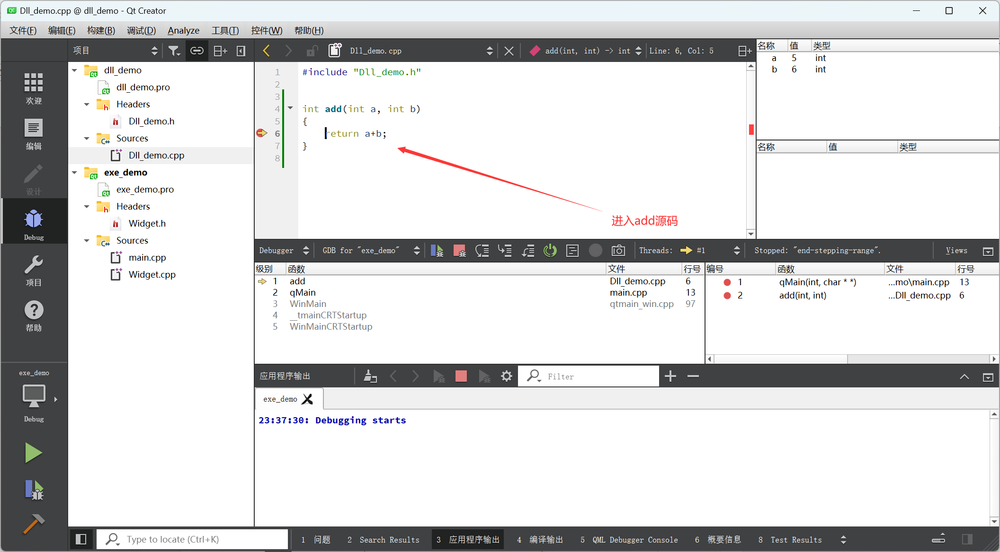 Dll_demo.cpp @ dll_demo - Qt Creator
文件(F) 编辑(E) 构建(B) 调试(D) Analyze 工具(T) 控件(W) 帮助(H)
项目
Dll_demo.cpp
add(int, int) -> int
Line: 6, Col: 5
欢迎
编辑
设计
Debug
项目
帮助
exe_demo
Debug
dll_demo
dll_demo.pro
Headers
Dll_demo.h
Sources
Dll_demo.cpp
exe_demo
exe_demo.pro
Headers
Widget.h
Sources
main.cpp
Widget.cpp
1 #include "Dll_demo.h"
2
3
4 int add(int a, int b)
5 {
6 return a+b;
7 }
8
进入add源码
名称 值 类型
a 5 int
b 6 int
名称 值 类型
Debugger GDB for "exe_demo" Threads: #1 Stopped: "end-stepping-range". Views
级别 函数 文件 行号
1 add Dll_demo.cpp 6
2 qMain main.cpp 13
3 WinMain qtmain_win.cpp 97
4 __tmainCRTStartup
5 WinMainCRTStartup
编号 函数 文件 行号
1 qMain(int, char * *) ...mo\main.cpp 13
2 add(int, int) ...Dll_demo.cpp 6
应用程序输出 Filter
exe_demo
23:37:30: Debugging starts
Type to locate (Ctrl+K) 1 问题 2 Search Results 3 应用程序输出 4 编译输出 5 QML Debugger Console 6 概要信息 8 Test Results